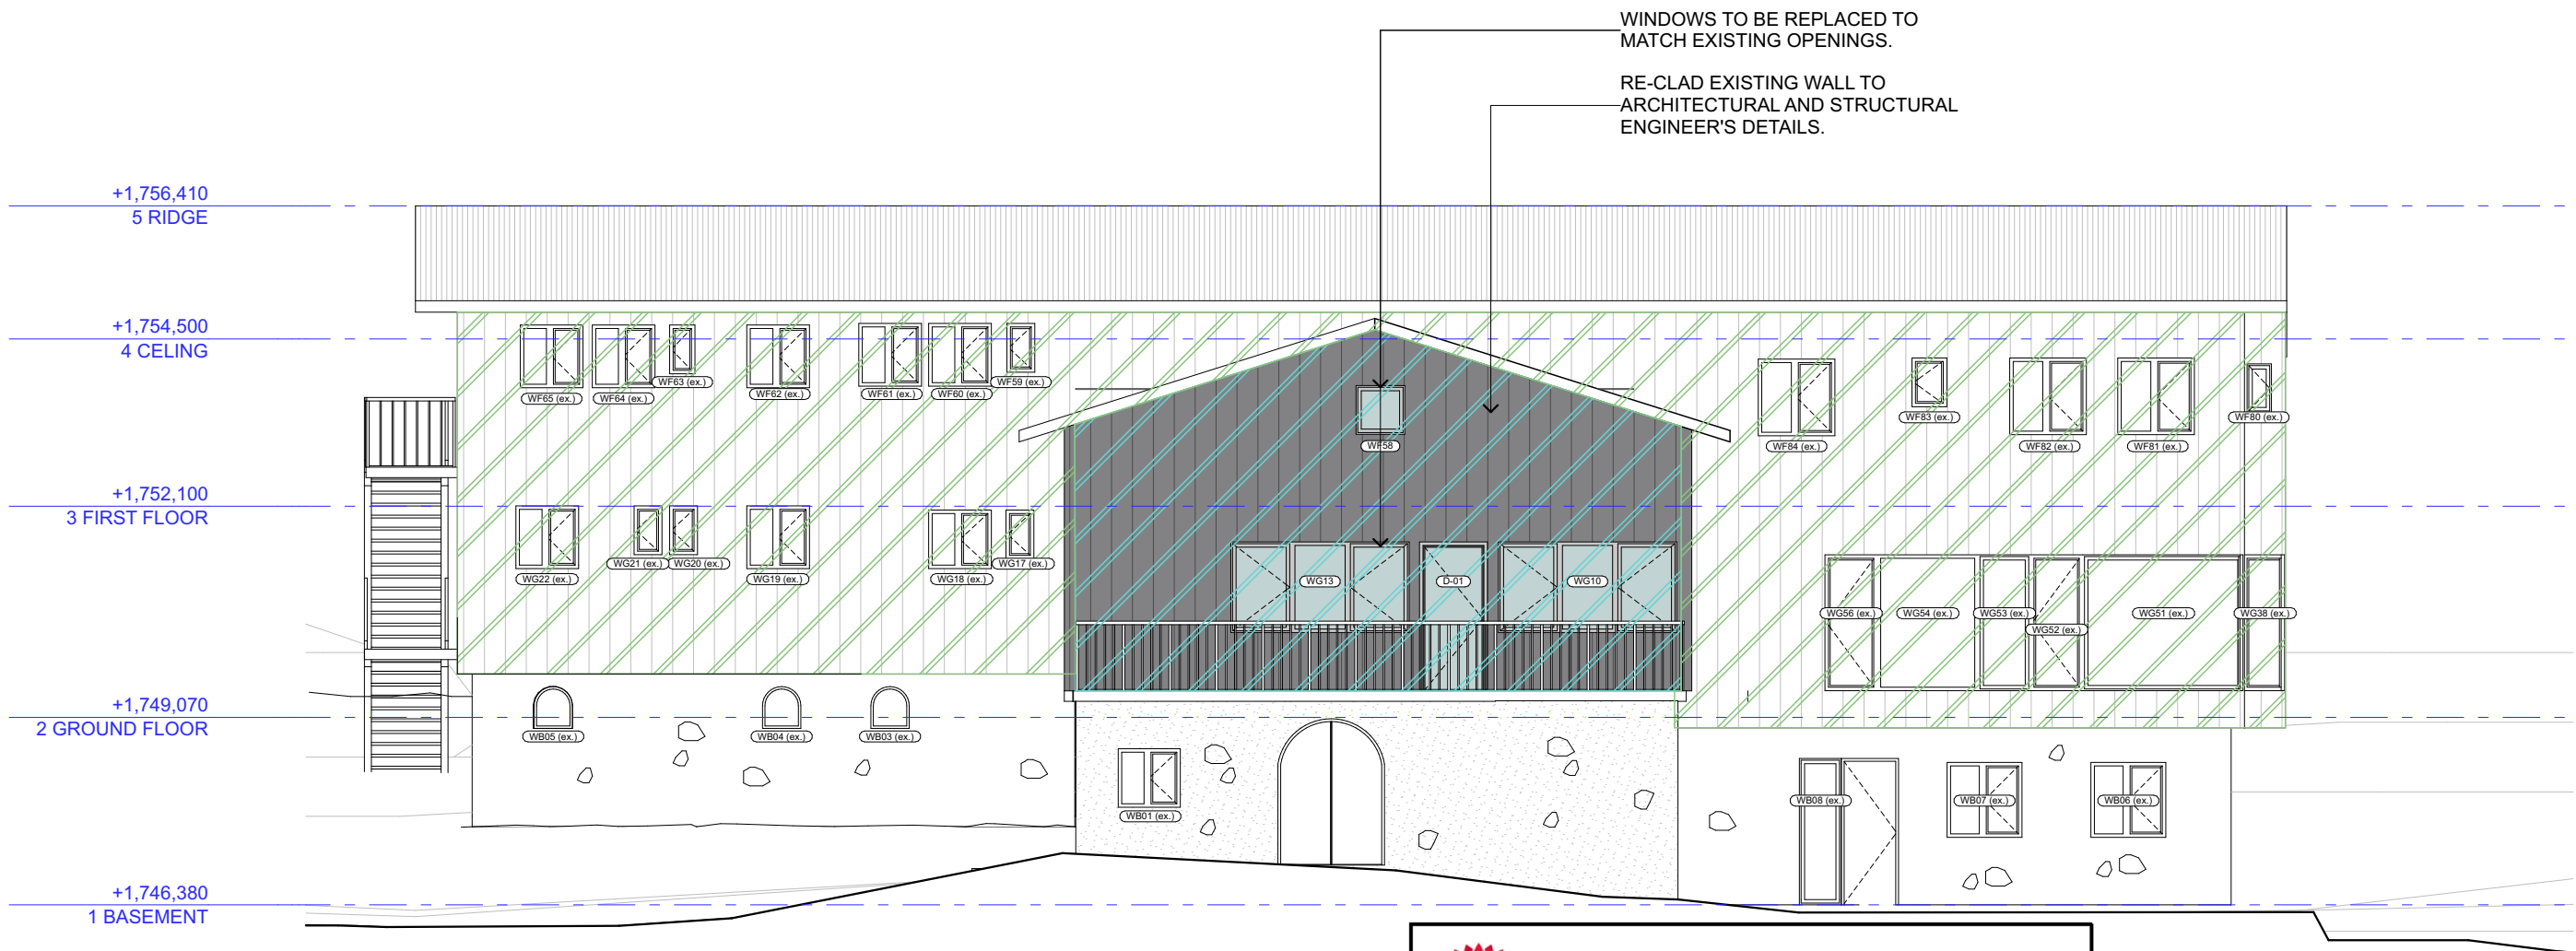 WINDOWS TO BE REPLACED TO
MATCH EXISTING OPENINGS.
RE-CLAD EXISTING WALL TO
ARCHITECTURAL AND STRUCTURAL
ENGINEER'S DETAILS.
+1,756,410
5 RIDGE
+1,754,500
4 CELING
WF65 (ex.)
WF64 (ex.)
WF63 (ex.)
WF62 (ex.)
WF61 (ex.)
WF60 (ex.)
WF59 (ex.)
WF58
WF84 (ex.)
WF83 (ex.)
WF82 (ex.)
WF81 (ex.)
WF80 (ex.)
+1,752,100
3 FIRST FLOOR
WG22 (ex.)
WG21 (ex.)
WG20 (ex.)
WG19 (ex.)
WG18 (ex.)
WG17 (ex.)
WG13
D-01
WG10
WG56 (ex.)
WG54 (ex.)
WG53 (ex.)
WG52 (ex.)
WG51 (ex.)
WG38 (ex.)
+1,749,070
2 GROUND FLOOR
WB05 (ex.)
WB04 (ex.)
WB03 (ex.)
WB01 (ex.)
WB08 (ex.)
WB07 (ex.)
WB06 (ex.)
+1,746,380
1 BASEMENT